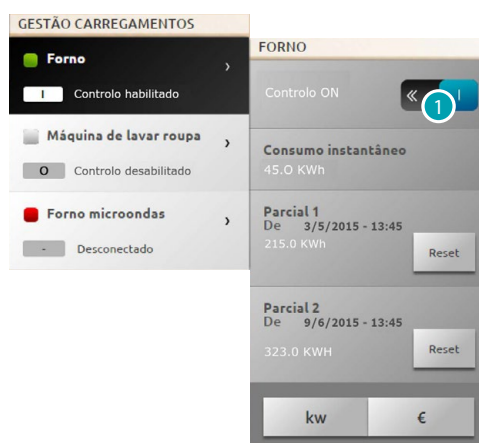 GESTÃO CARREGAMENTOS
Forno
I Controlo habilitado
Máquina de lavar roupa
O Controlo desabilitado
Forno microondas
- Desconectado
FORNO
Controlo ON
« I
1
Consumo instantâneo
45.O KWh
Parcial 1
De 3/5/2015 - 13:45
215.0 KWh
Reset
Parcial 2
De 9/6/2015 - 13:45
323.0 KWH
Reset
kw €